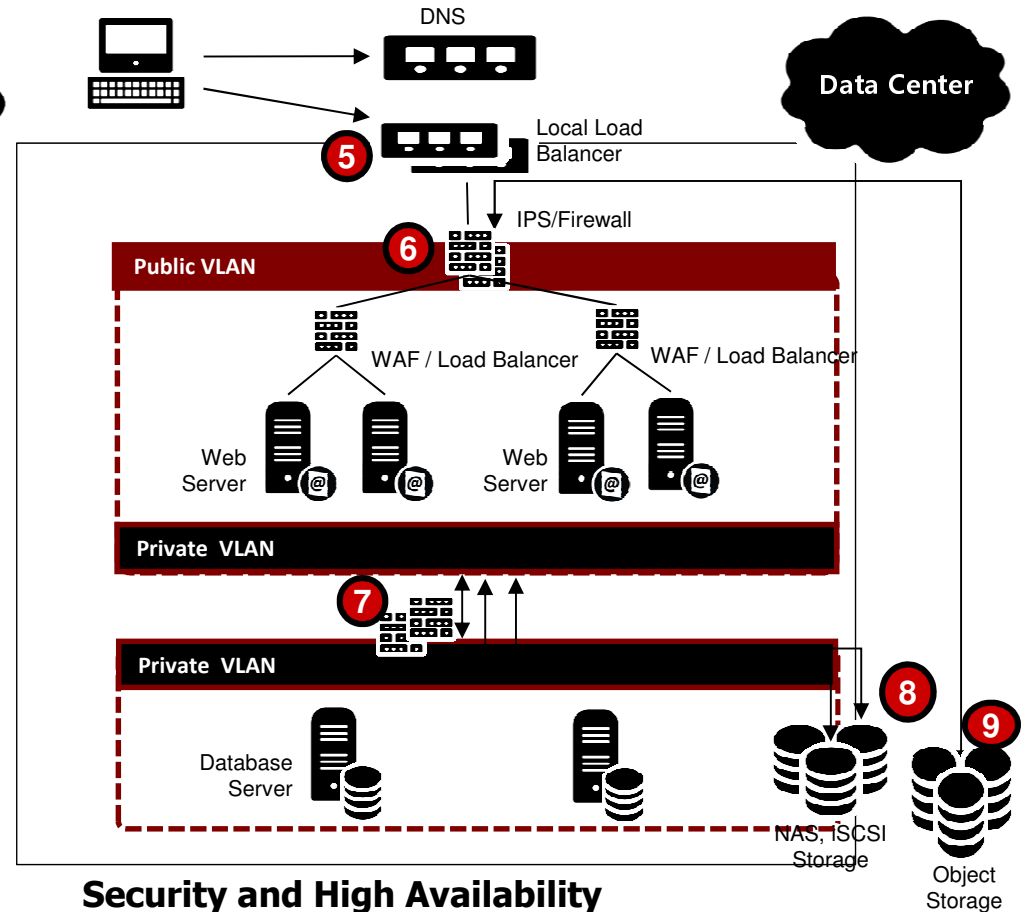 DNS
Data Center
5
Local Load
Balancer
IPS/Firewall
6
Public VLAN
WAF / Load Balancer
WAF / Load Balancer
Web
Server
@
@
Web
Server
@
@
Private VLAN
7
Private VLAN
8
9
Database
Server
NAS, iSCSI
Storage
Object
Storage
Security and High Availability